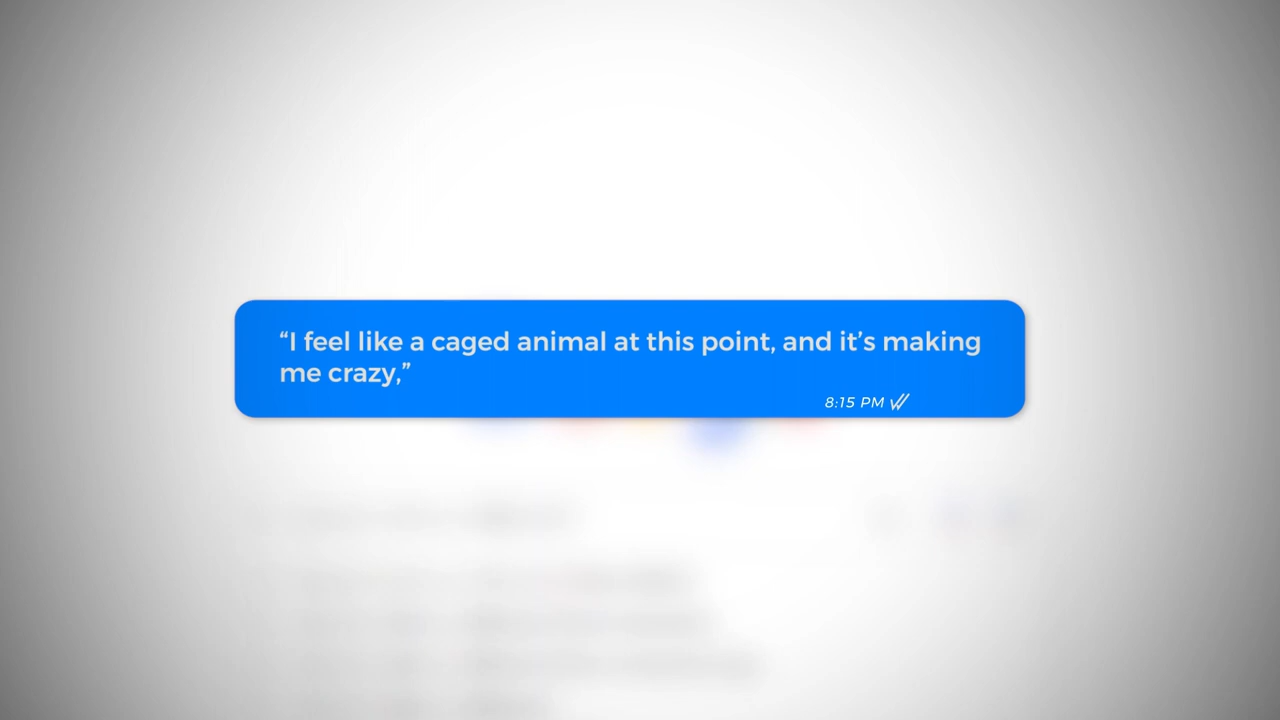 “I feel like a caged animal at this point, and it’s making
me crazy,”
8:15 PM